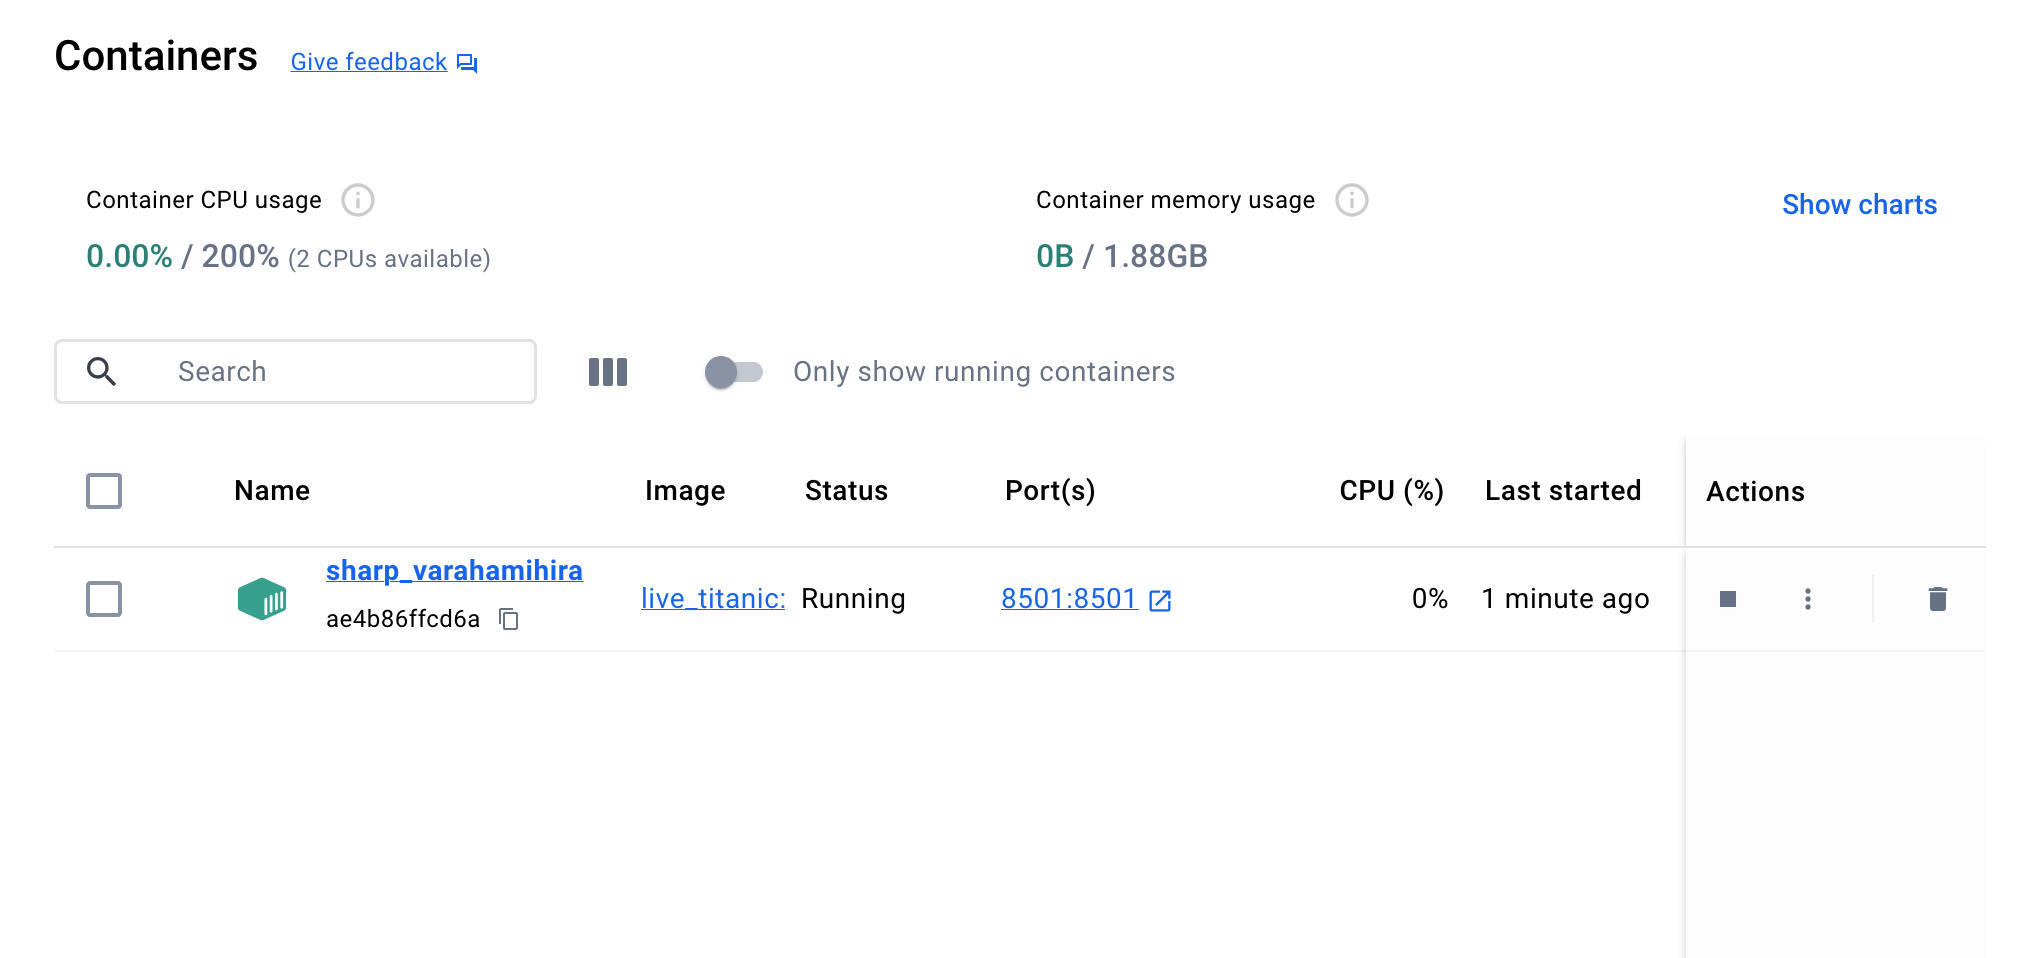 Containers Give feedback
Container CPU usage
0.00% / 200% (2 CPUs available)
Container memory usage
0B / 1.88GB
Show charts
Search
Only show running containers
Name Image Status Port(s) CPU (%) Last started Actions
sharp_varahamihira
ae4b86ffcd6a
live_titanic: Running 8501:8501 0% 1 minute ago